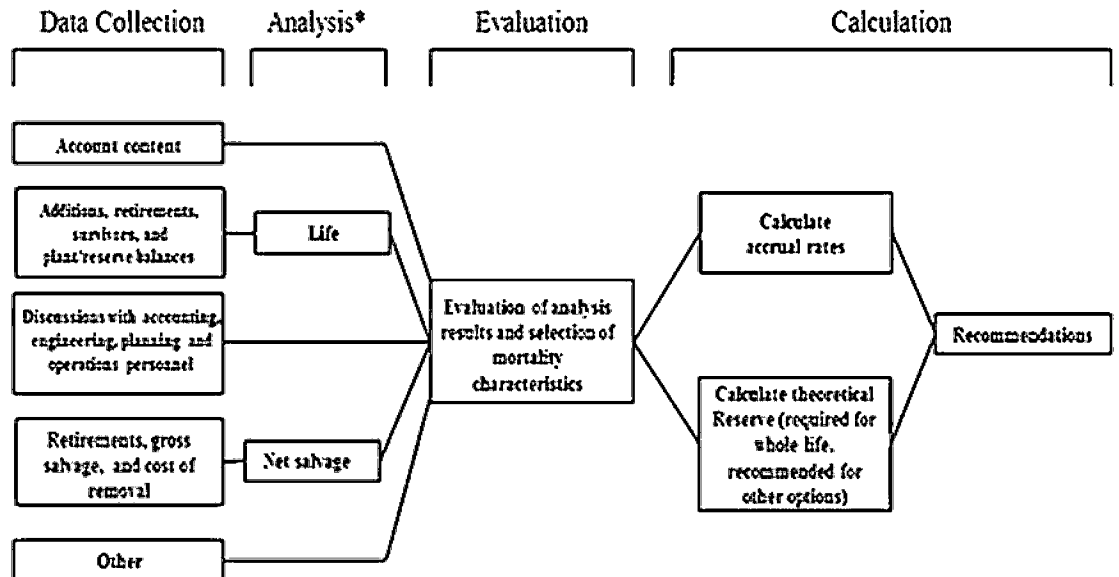 Data Collection
Analysis*
Evaluation
Calculation
Account content
Additions, retirements,
survivors, and
plant/reserve balances
Life
Discussions with accounting,
engineering, planning and
operations personnel
Retirements, gross
salvage, and cost of
removal
Net salvage
Other
Evaluation of analysis
results and selection of
mortality
characteristics
Calculate
accrual rates
Calculate theoretical
Reserve (required for
whole life,
recommended for
other options)
Recommendations